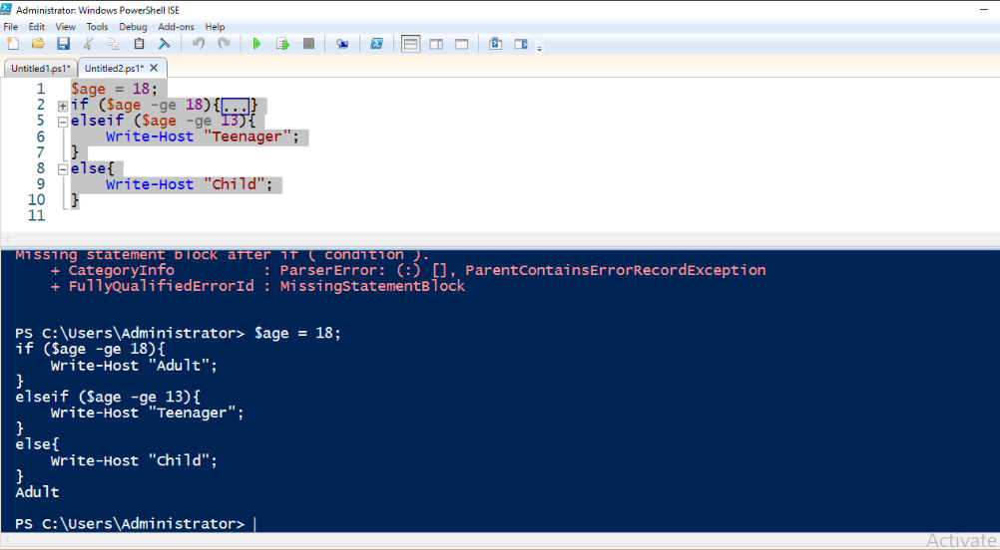 Administrator: Windows PowerShell ISE
File Edit View Tools Debug Add-ons Help
Untitled1.ps1* Untitled2.ps1* X
1 $age = 18;
2 if ($age -ge 18){...}
5 elseif ($age -ge 13){
6 Write-Host "Teenager";
7 }
8 else{
9 Write-Host "Child";
10 }
11
Missing statement block after if ( condition ).
+ CategoryInfo : ParserError: (:) [], ParentContainsErrorRecordException
+ FullyQualifiedErrorId : MissingStatementBlock
PS C:\Users\Administrator> $age = 18;
if ($age -ge 18){
Write-Host "Adult";
}
elseif ($age -ge 13){
Write-Host "Teenager";
}
else{
Write-Host "Child";
}
Adult
PS C:\Users\Administrator>
Activate